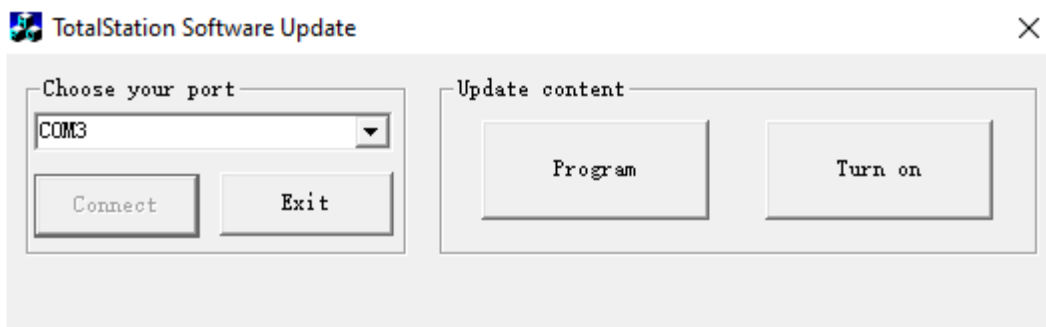 TotalStation Software Update
Choose your port
COM3
Connect
Exit
Update content
Program
Turn on